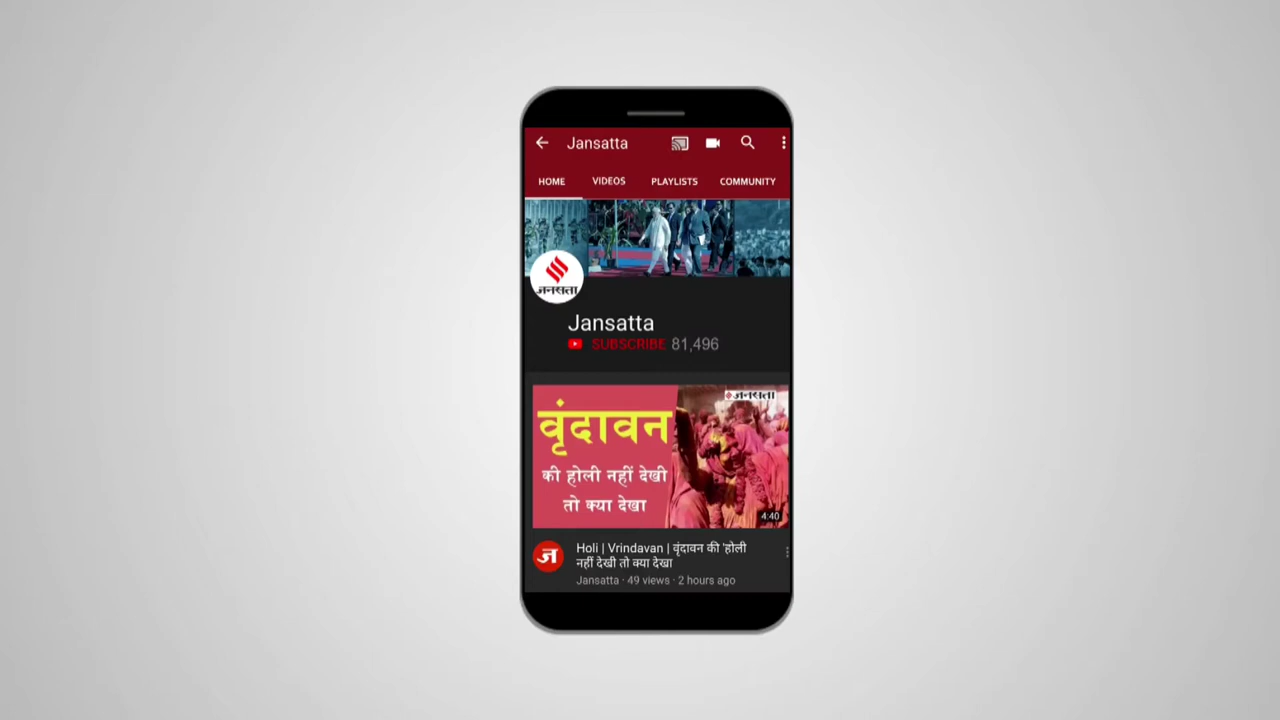 Jansatta
HOME VIDEOS PLAYLISTS COMMUNITY
जनसत्ता
Jansatta
SUBSCRIBE 81,496
जनसत्ता
वृंदावन
की होली नहीं देखी
तो क्या देखा
4:40
ज
Holi | Vrindavan | वृंदावन की 'होली
नहीं देखी तो क्या देखा
Jansatta · 49 views · 2 hours ago